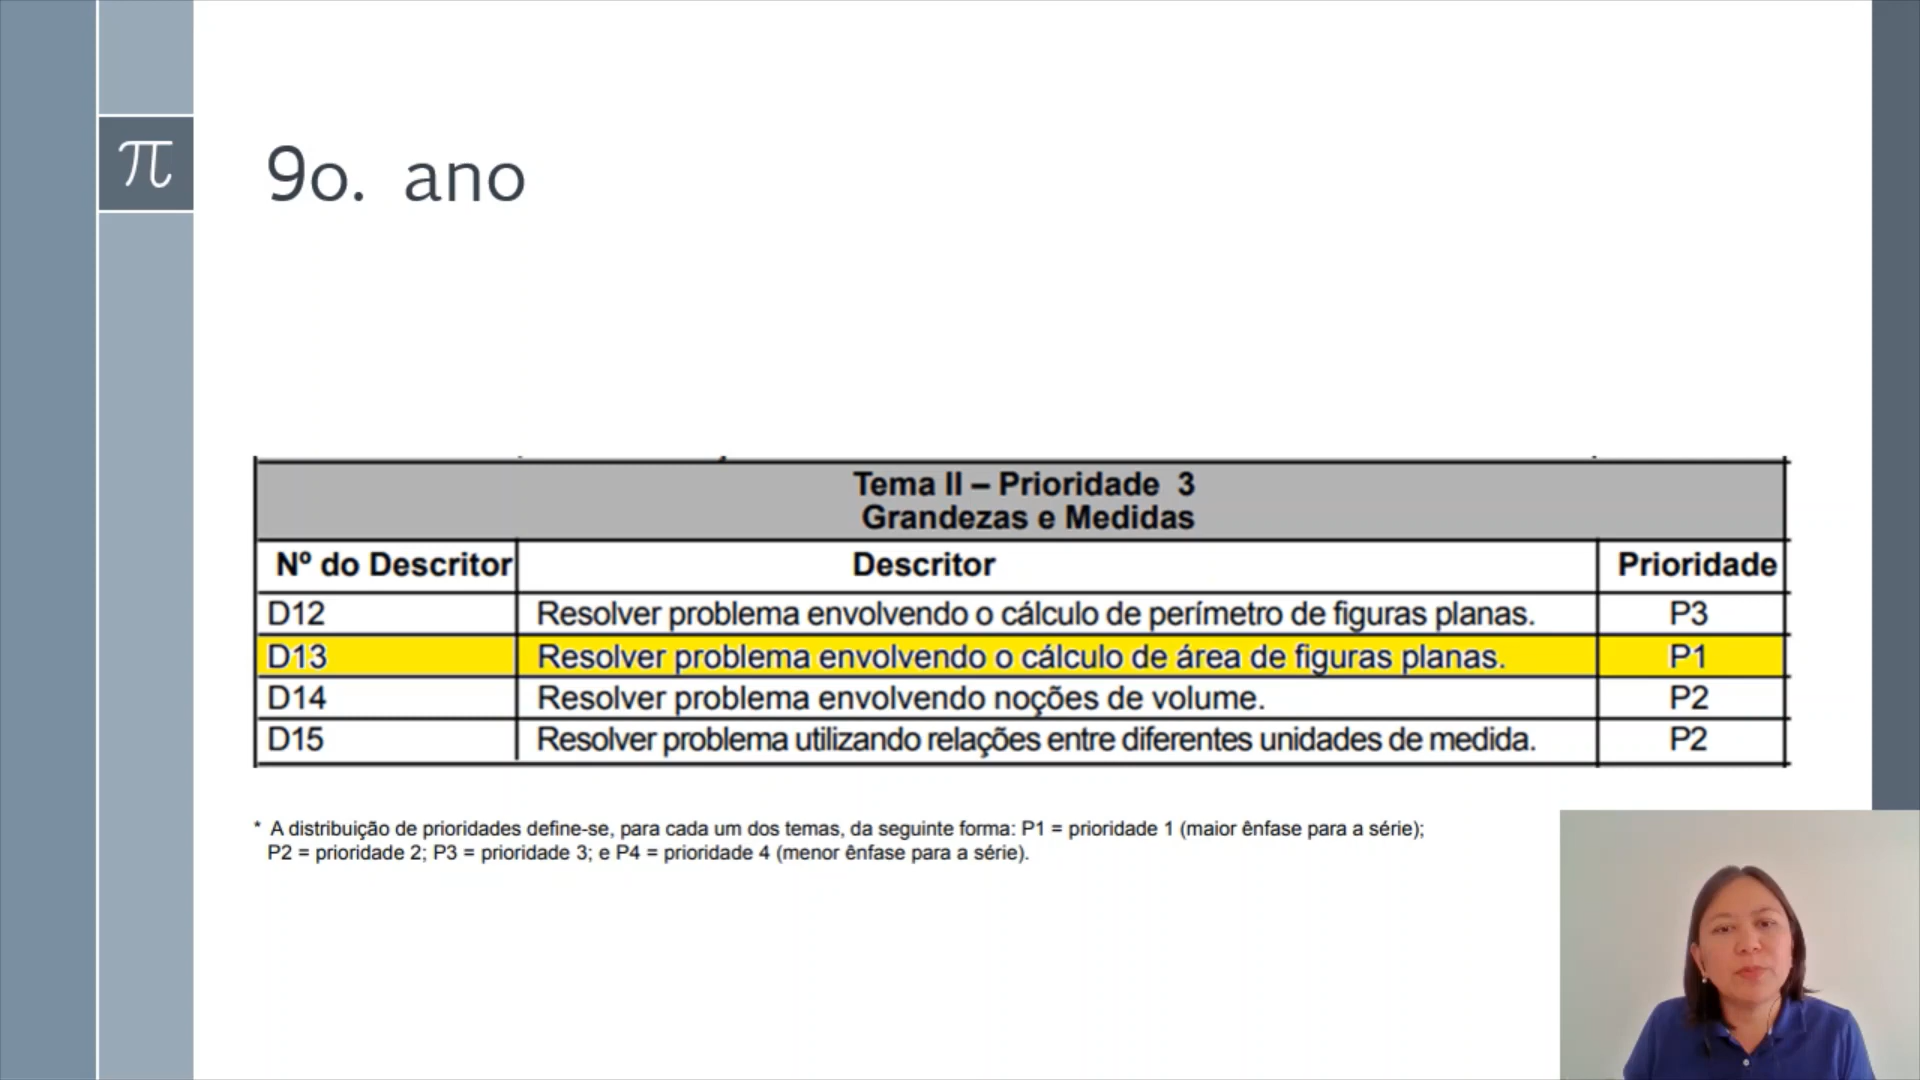 π
9o. ano
Tema II – Prioridade 3
Grandezas e Medidas
Nº do Descritor Descritor Prioridade
D12 Resolver problema envolvendo o cálculo de perímetro de figuras planas. P3
D13 Resolver problema envolvendo o cálculo de área de figuras planas. P1
D14 Resolver problema envolvendo noções de volume. P2
D15 Resolver problema utilizando relações entre diferentes unidades de medida. P2
* A distribuição de prioridades define-se, para cada um dos temas, da seguinte forma: P1 = prioridade 1 (maior ênfase para a série);
P2 = prioridade 2; P3 = prioridade 3; e P4 = prioridade 4 (menor ênfase para a série).